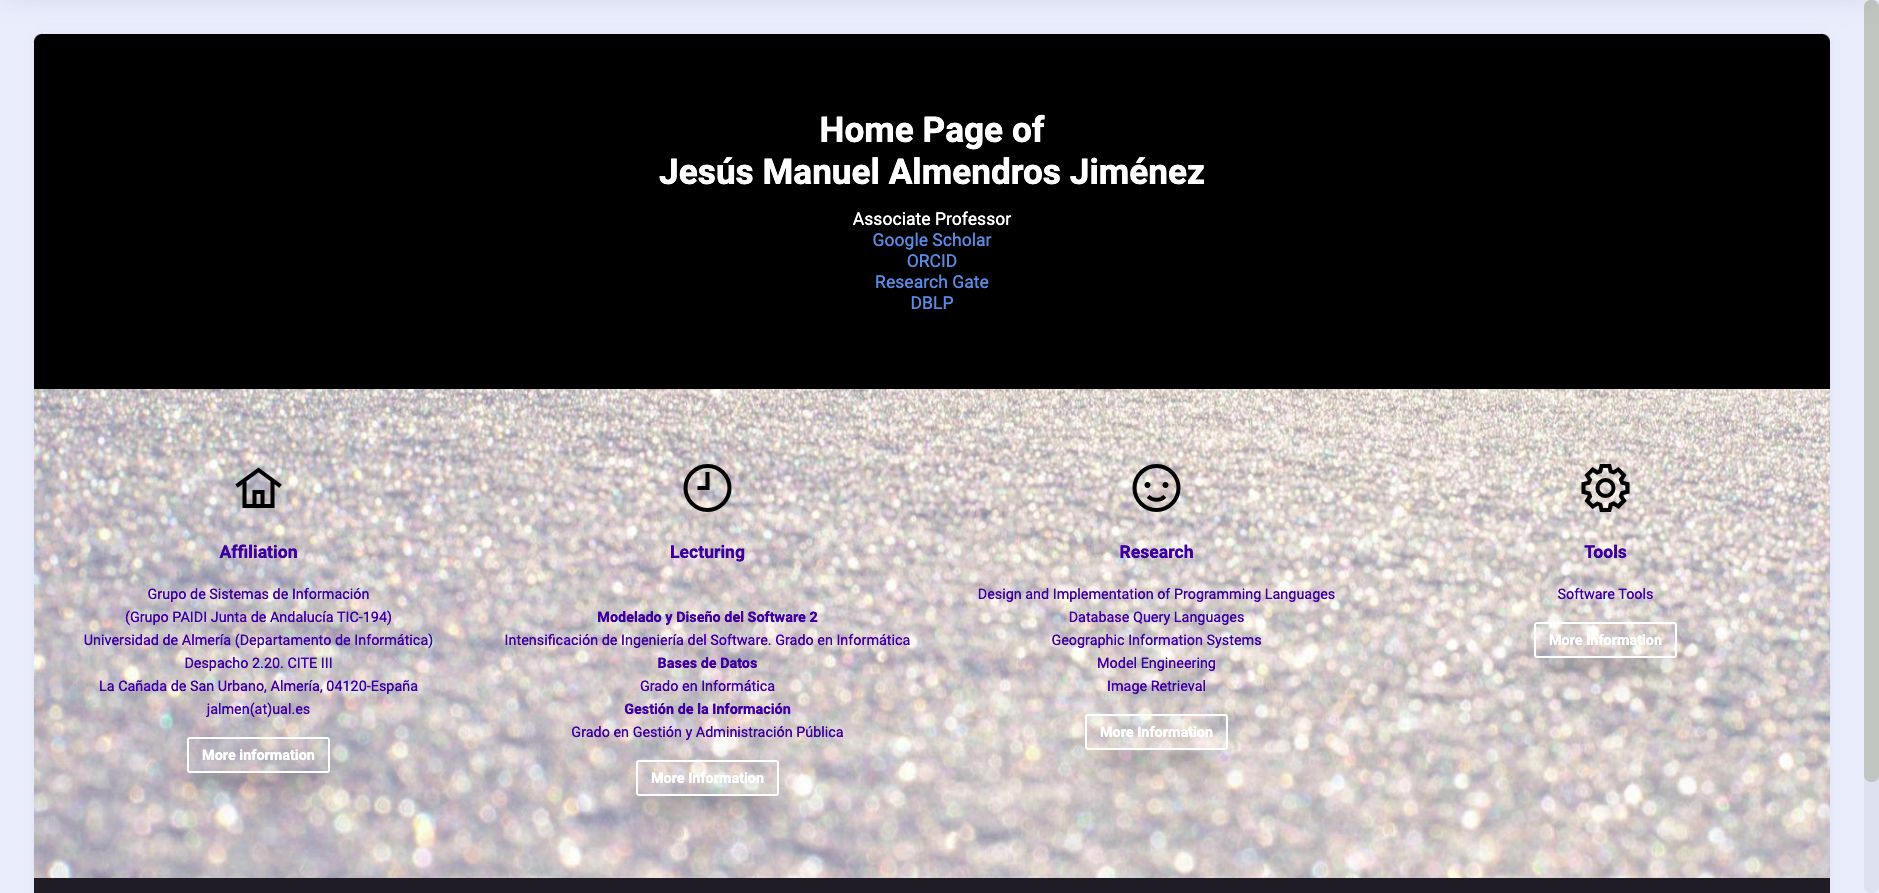 Home Page of
Jesús Manuel Almendros Jiménez
Associate Professor
Google Scholar
ORCID
Research Gate
DBLP
Affiliation
Grupo de Sistemas de Información
(Grupo PAIDI Junta de Andalucía TIC-194)
Universidad de Almería (Departamento de Informática)
Despacho 2.20. CITE III
La Cañada de San Urbano, Almería, 04120-España
jalmen(at)ual.es
More information
Lecturing
Modelado y Diseño del Software 2
Intensificación de Ingeniería del Software. Grado en Informática
Bases de Datos
Grado en Informática
Gestión de la Información
Grado en Gestión y Administración Pública
More Information
Research
Design and Implementation of Programming Languages
Database Query Languages
Geographic Information Systems
Model Engineering
Image Retrieval
More Information
Tools
Software Tools
More Information